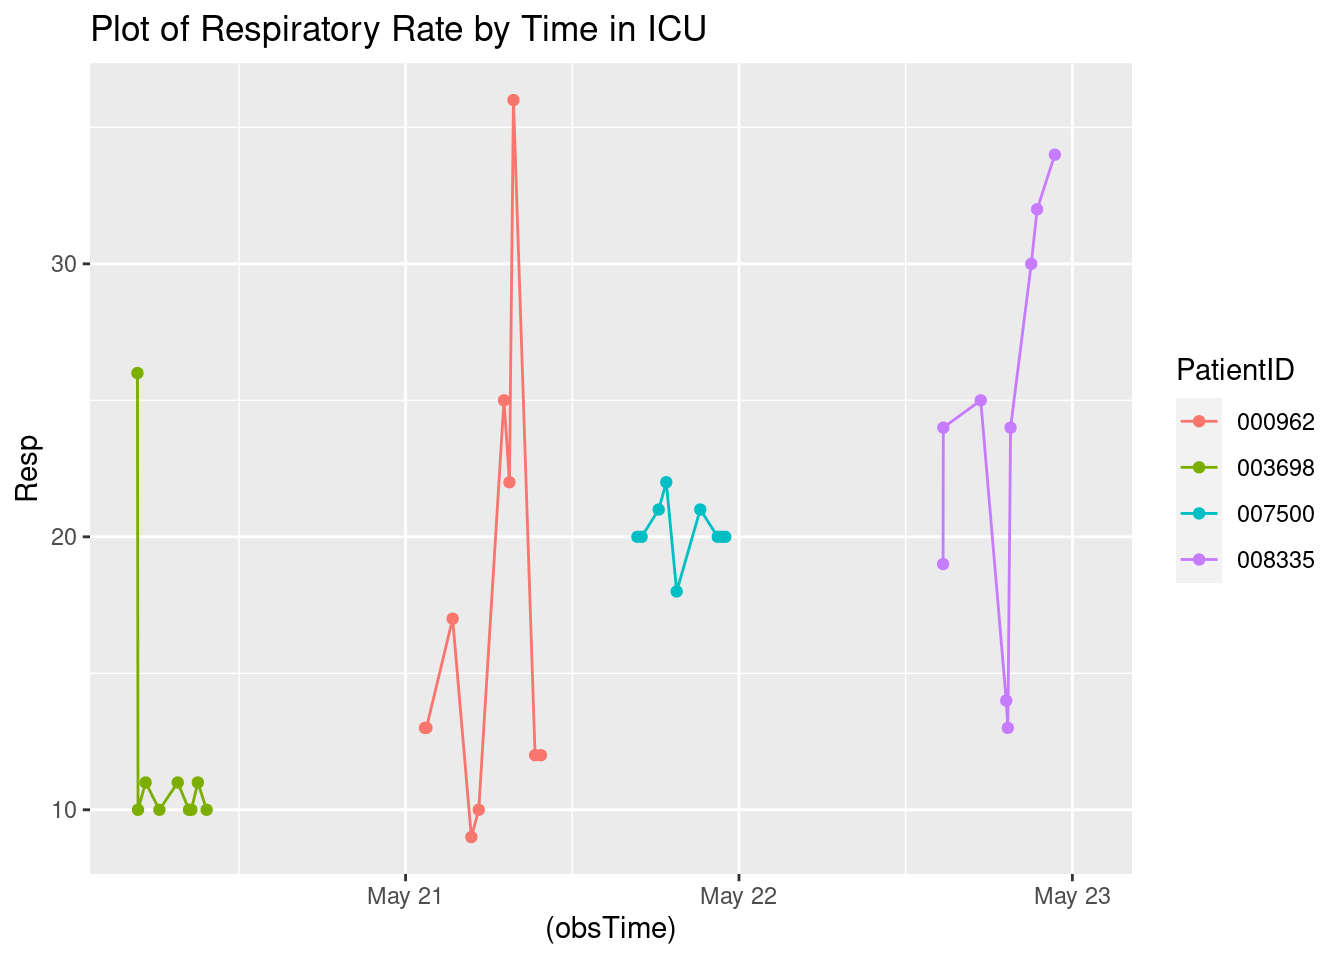 Plot of Respiratory Rate by Time in ICU
Resp
30
20
10
May 21
May 22
May 23
(obsTime)
PatientID
000962
003698
007500
008335